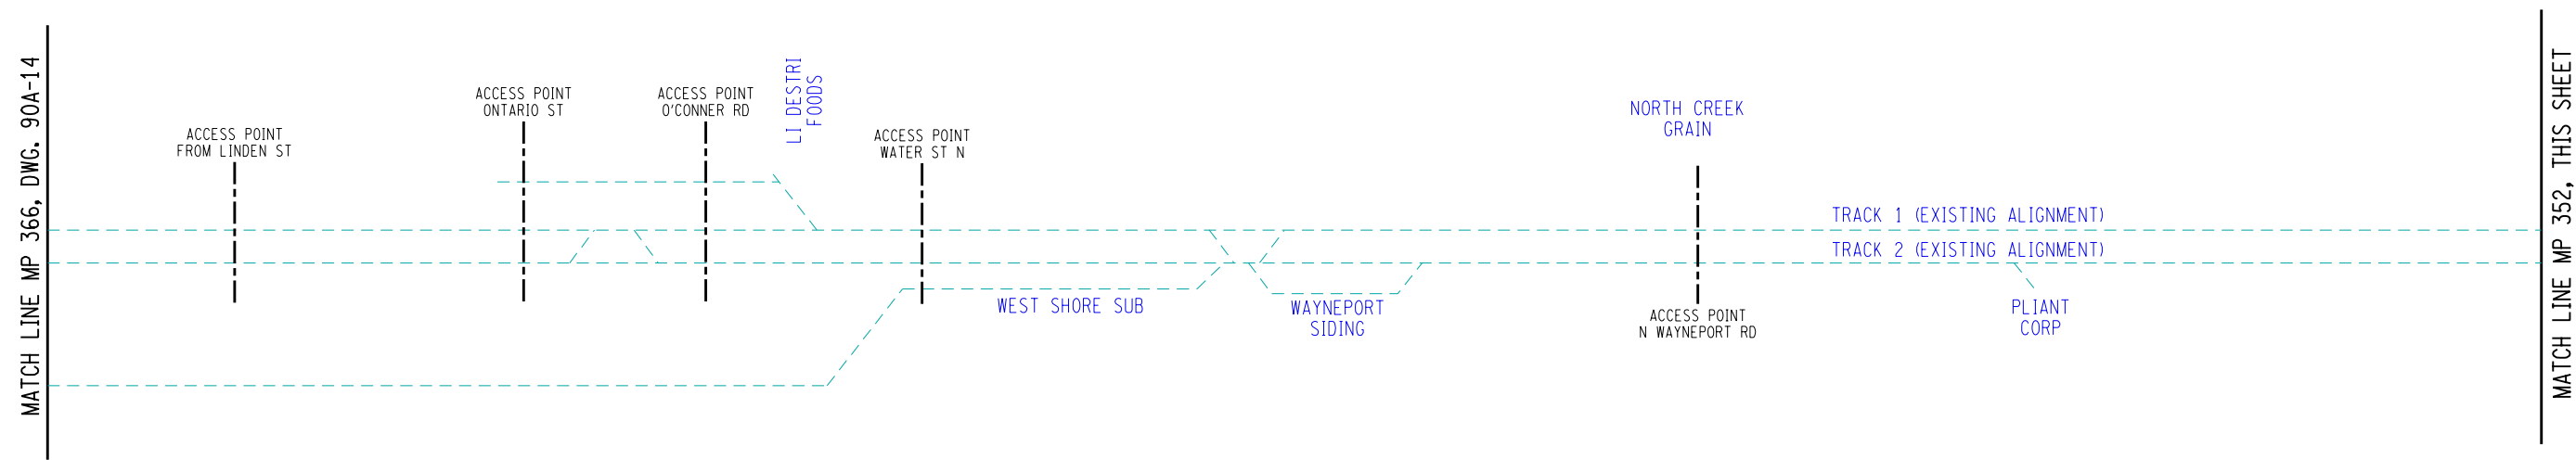 MATCH LINE MP 366, DWG. 90A-14
ACCESS POINT
FROM LINDEN ST
ACCESS POINT
ONTARIO ST
ACCESS POINT
O'CONNER RD
LI DESTRI
FOODS
ACCESS POINT
WATER ST N
WEST SHORE SUB
WAYNEPORT
SIDING
NORTH CREEK
GRAIN
ACCESS POINT
N WAYNEPORT RD
TRACK 1 (EXISTING ALIGNMENT)
TRACK 2 (EXISTING ALIGNMENT)
PLIANT
CORP
MATCH LINE MP 352, THIS SHEET